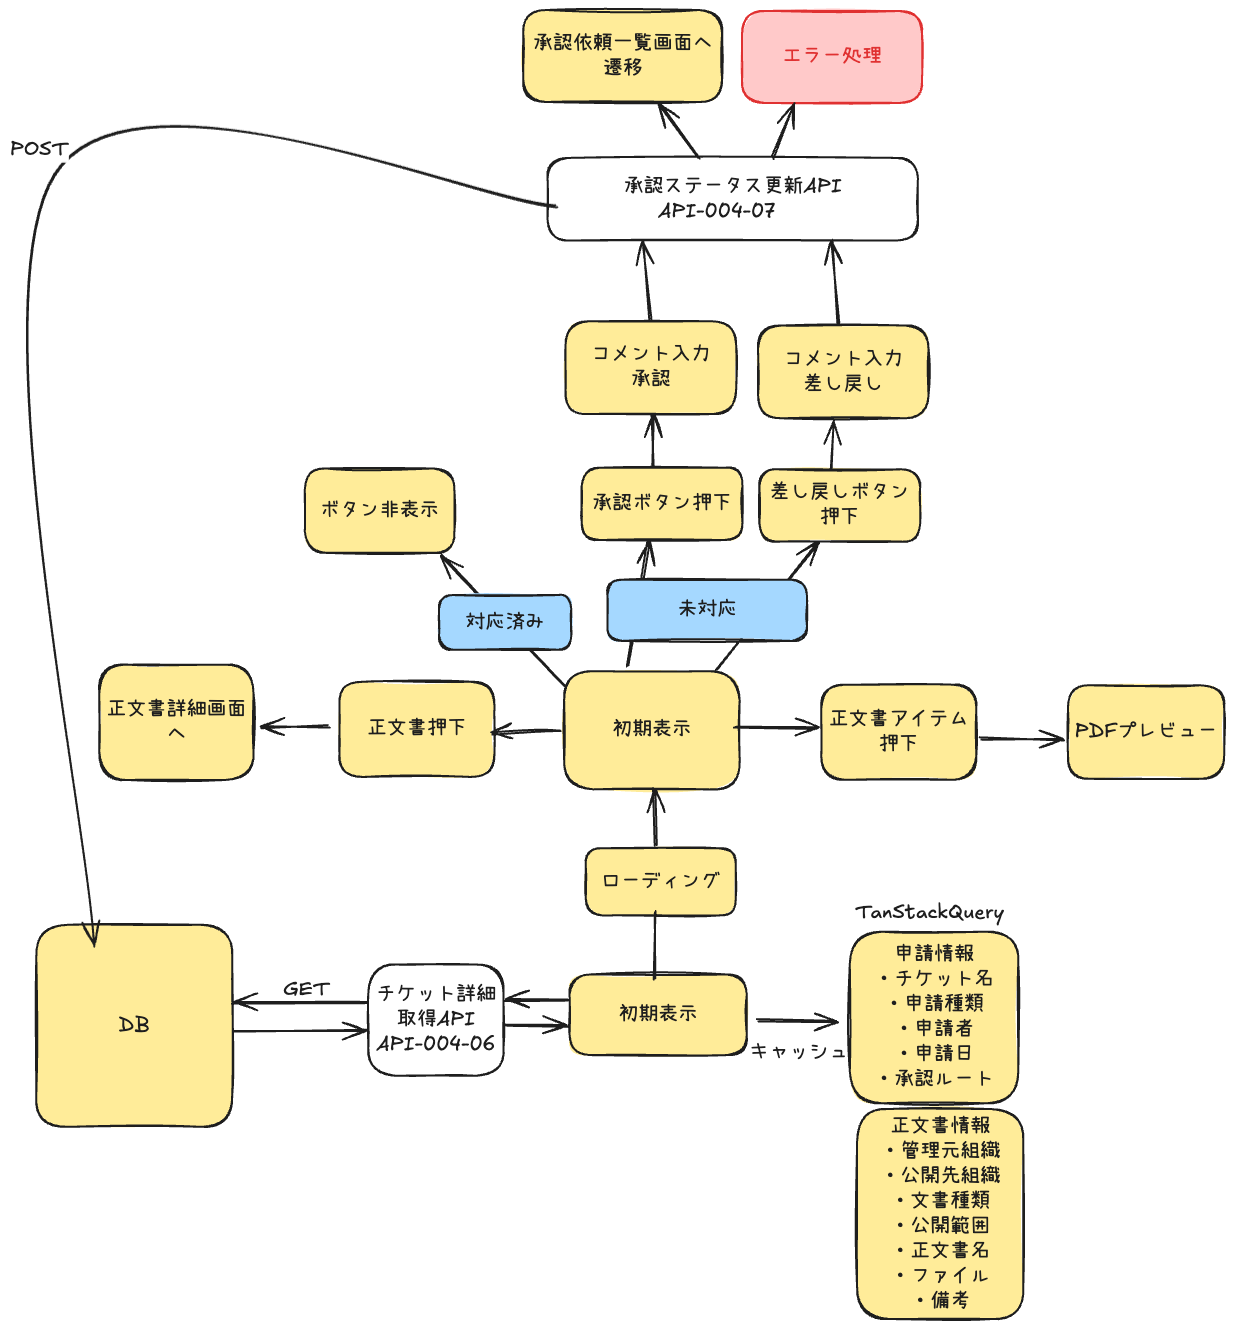 承認依頼一覧画面へ
遷移
エラー処理
POST
承認ステータス更新API
API-004-07
コメント入力
承認
コメント入力
差し戻し
ボタン非表示
承認ボタン押下
差し戻しボタン
押下
対応済み
未対応
正文書詳細画面
へ
正文書押下
初期表示
正文書アイテム
押下
PDFプレビュー
ローディング
TanStackQuery
DB
GET
チケット詳細
取得API
API-004-06
初期表示
キャッシュ
申請情報
・チケット名
・申請種類
・申請者
・申請日
・承認ルート
正文書情報
・管理元組織
・公開先組織
・文書種類
・公開範囲
・正文書名
・ファイル
・備考